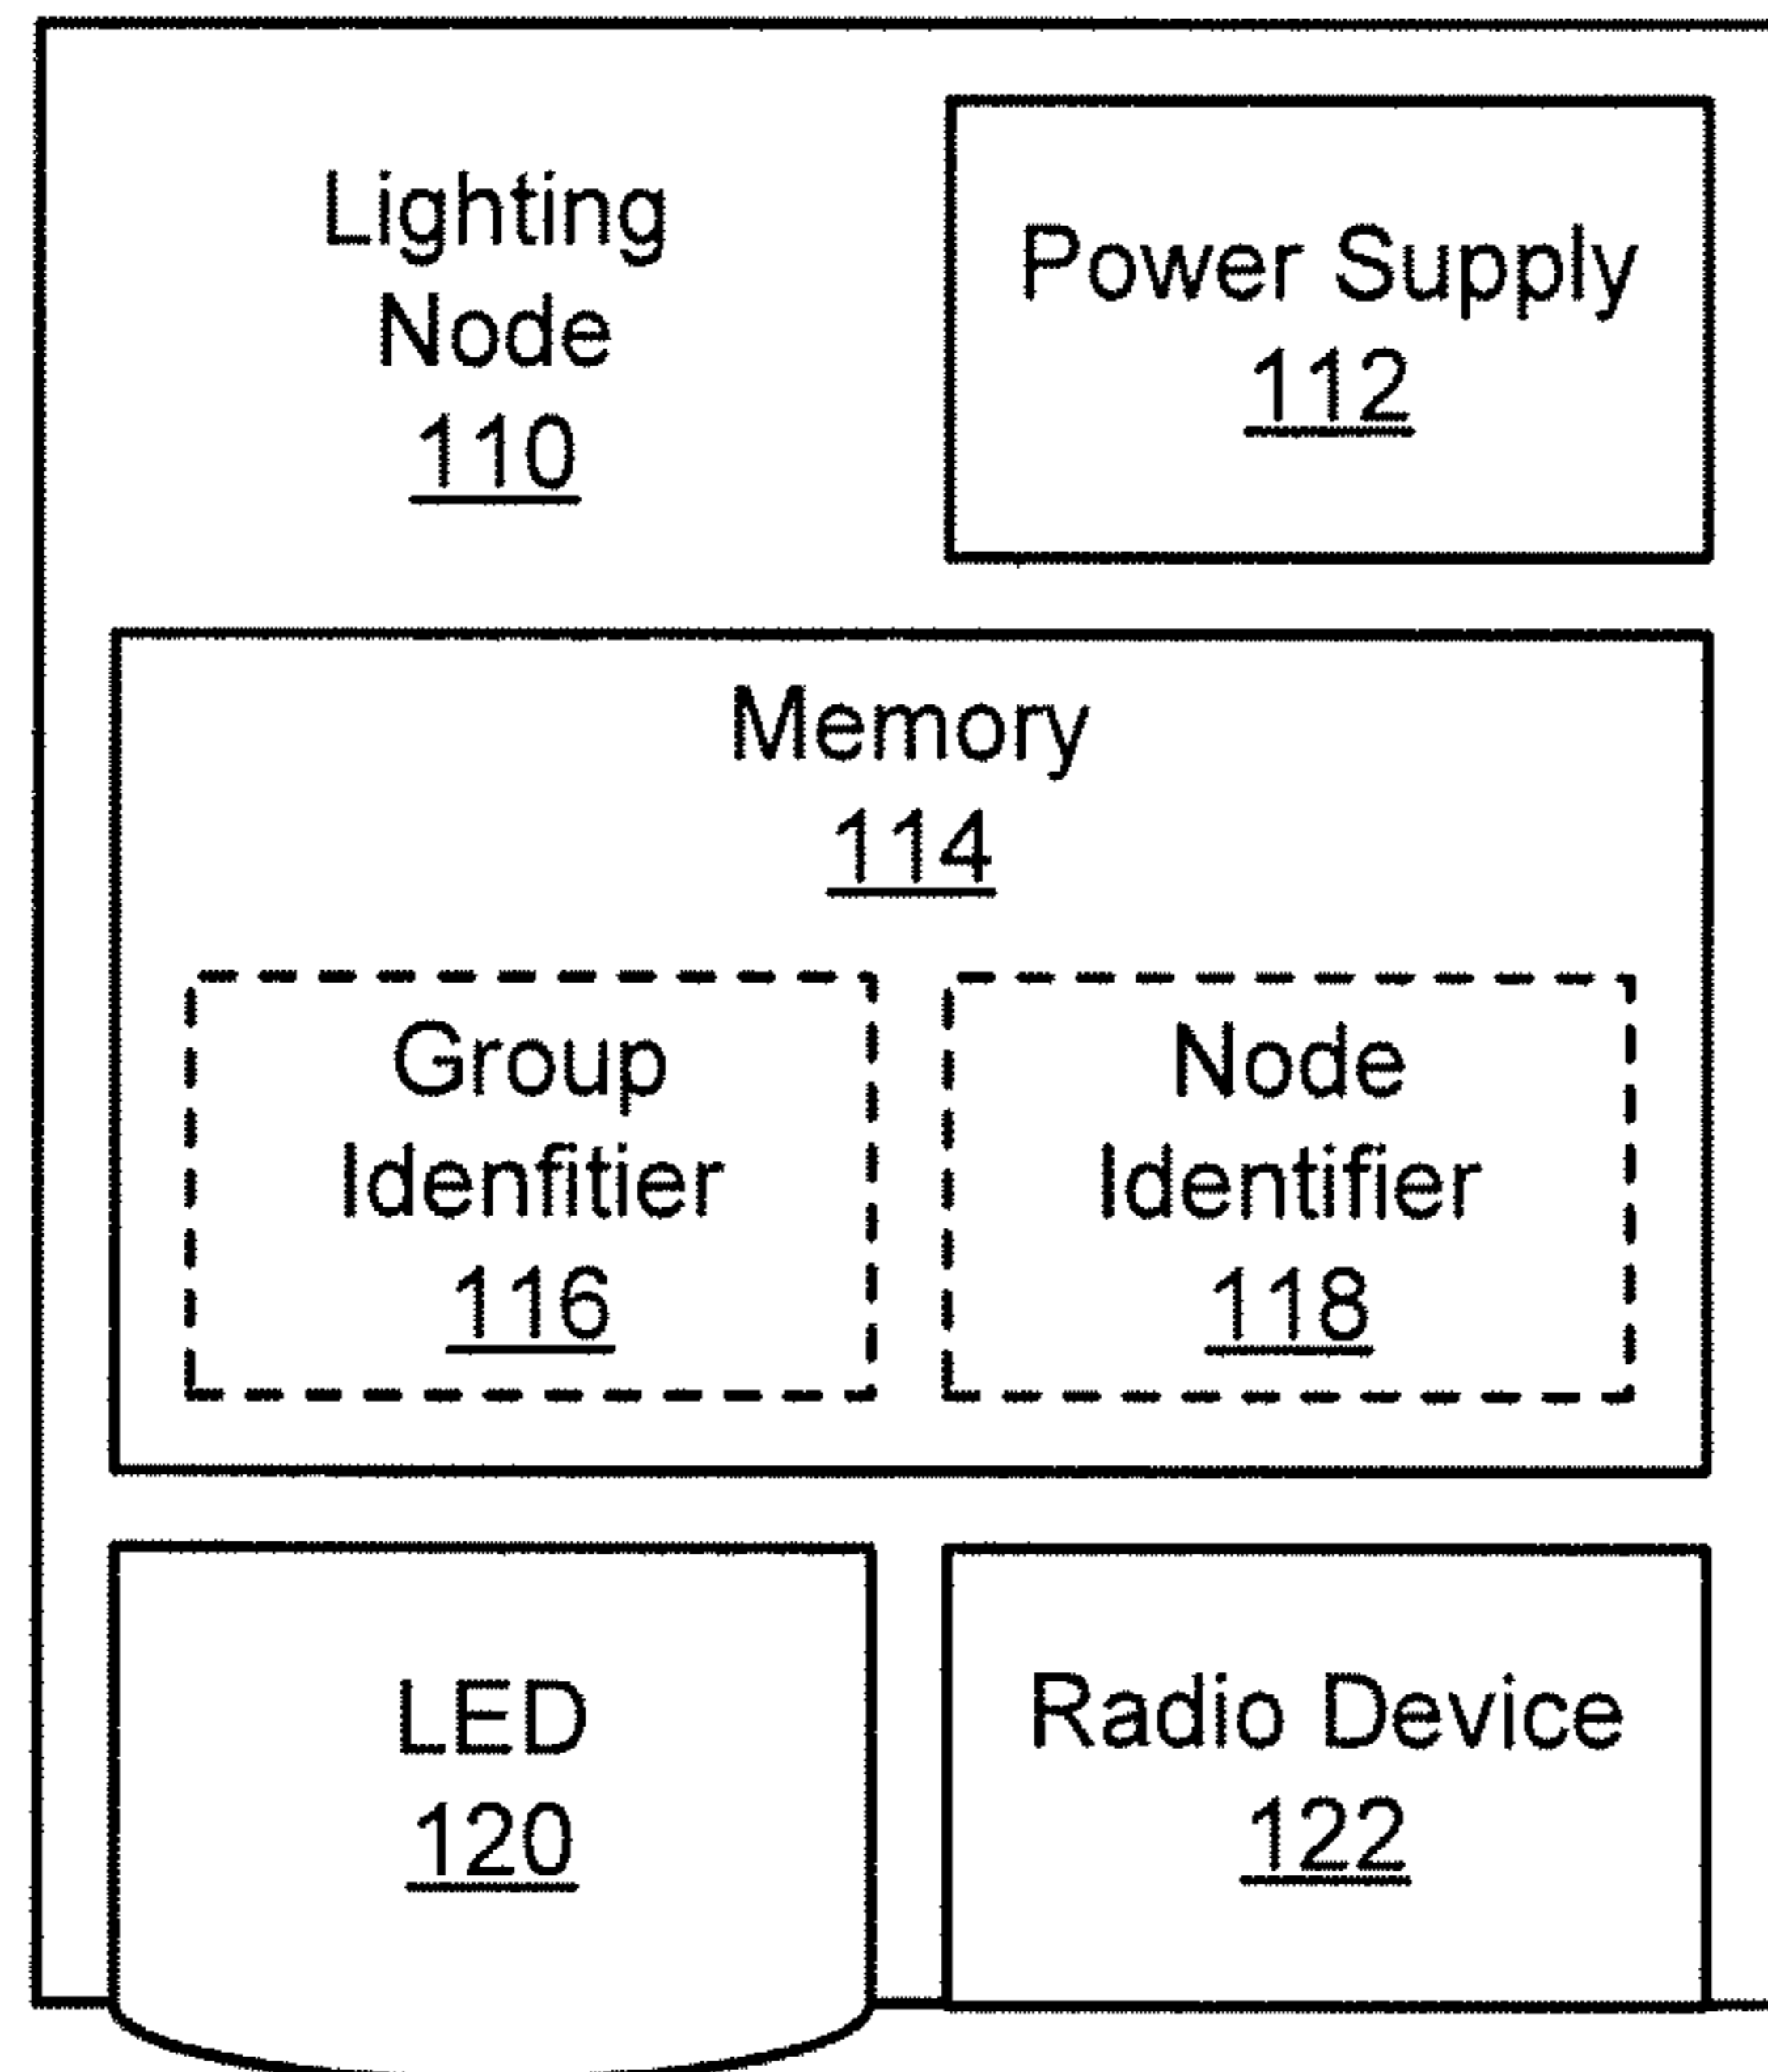 Lighting
Node
110
Power Supply
112
Memory
114
Group
Idenfitier
116
Node
Identifier
118
LED
120
Radio Device
122